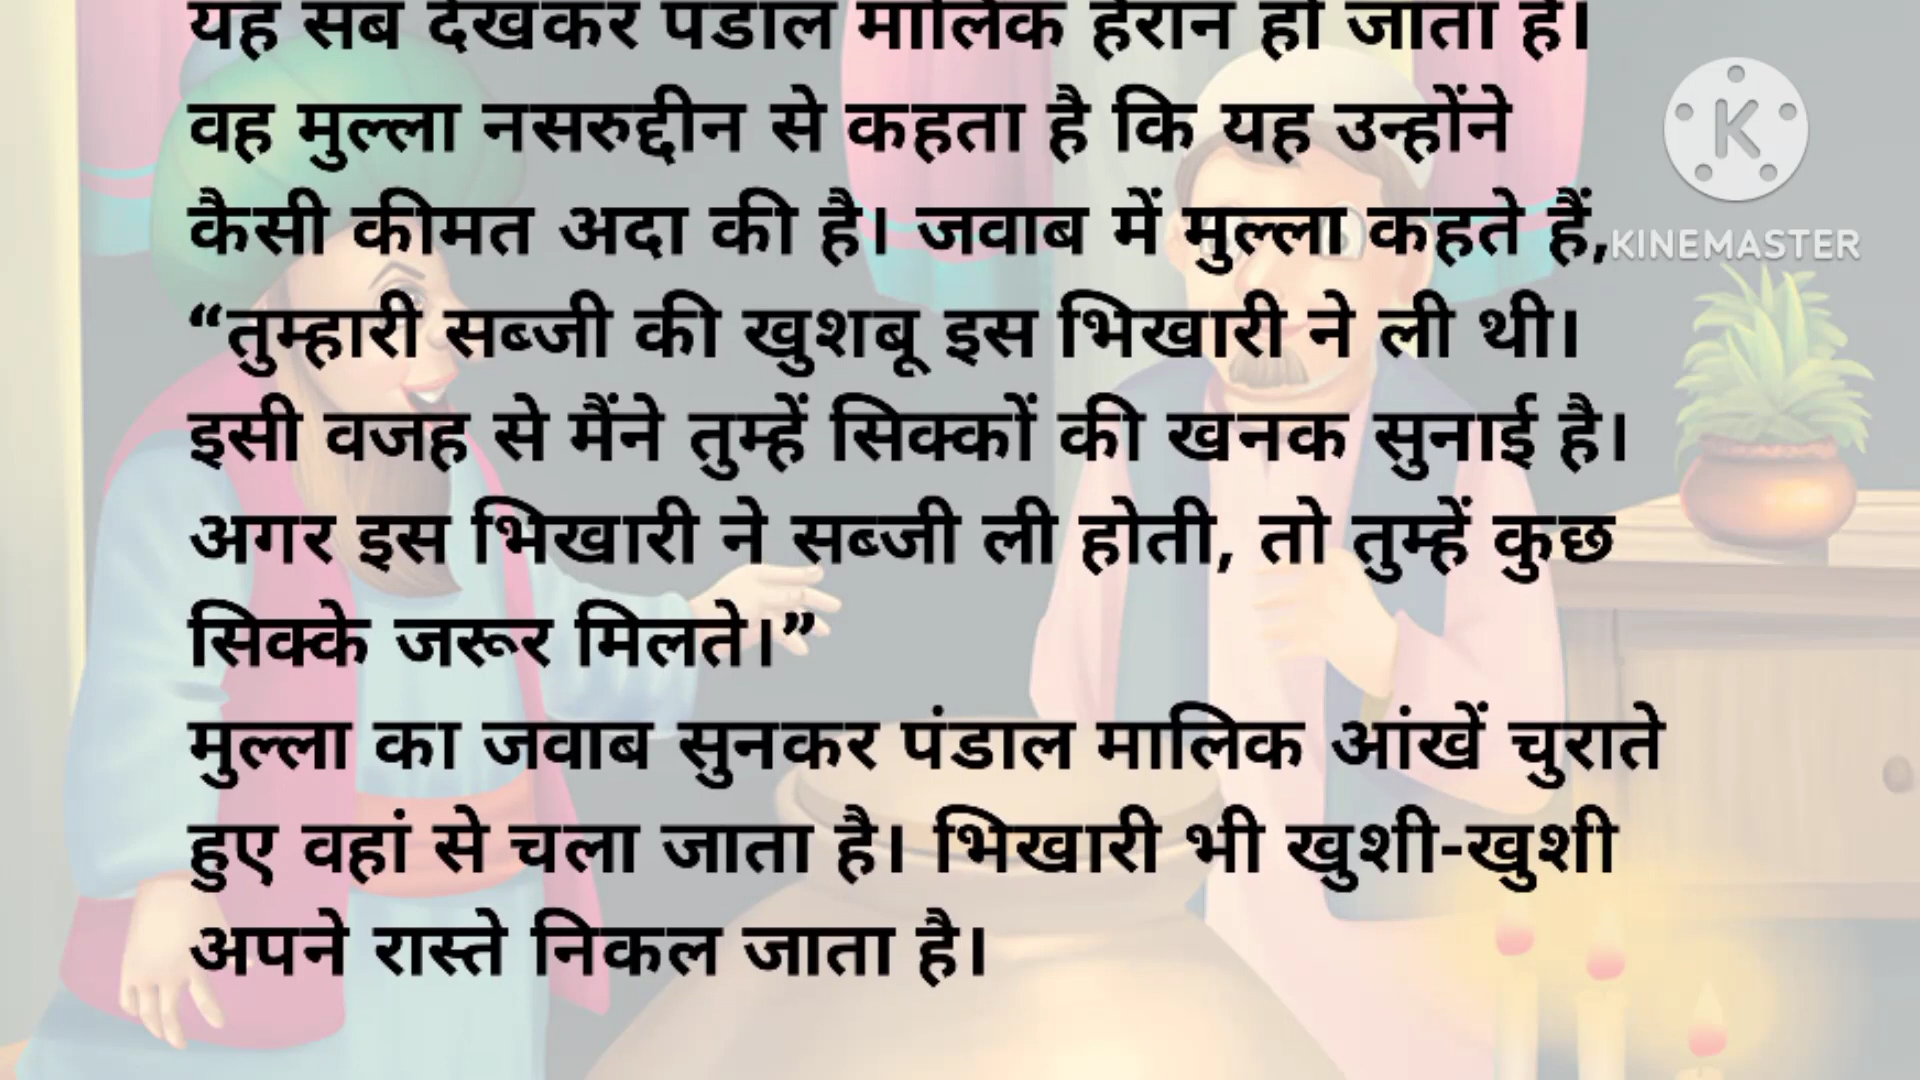 यह सब देखकर पंडाल मालिक हैरान हो जाता है।
वह मुल्ला नसरुद्दीन से कहता है कि यह उन्होंने
कैसी कीमत अदा की है। जवाब में मुल्ला कहते हैं,
“तुम्हारी सब्जी की खुशबू इस भिखारी ने ली थी।
इसी वजह से मैंने तुम्हें सिक्कों की खनक सुनाई है।
अगर इस भिखारी ने सब्जी ली होती, तो तुम्हें कुछ
सिक्के जरूर मिलते।”
मुल्ला का जवाब सुनकर पंडाल मालिक आंखें चुराते
हुए वहां से चला जाता है। भिखारी भी खुशी-खुशी
अपने रास्ते निकल जाता है।
K
KINEMASTER